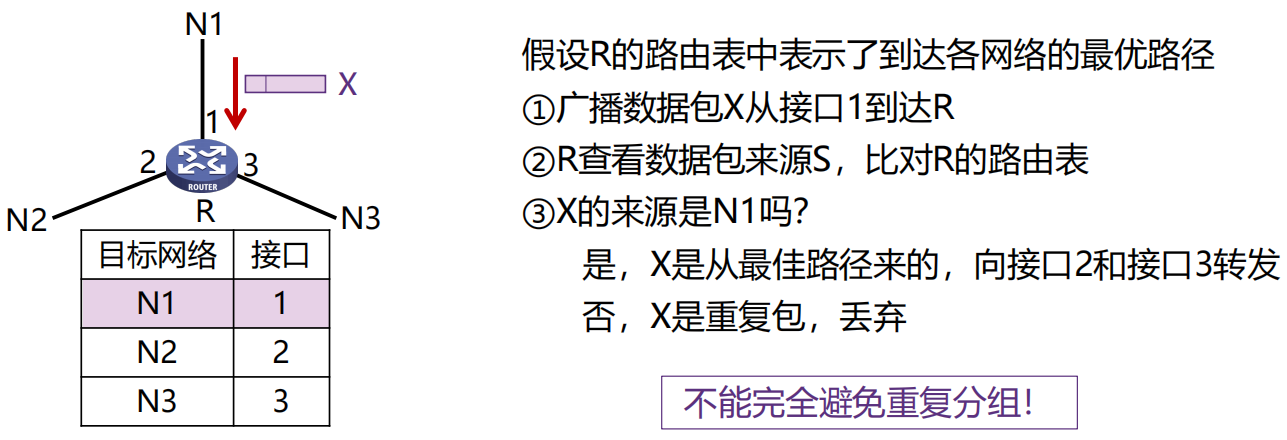 N1
X
1
2
3
ROUTER
N2
R
N3
目标网络 接口
N1 1
N2 2
N3 3
假设R的路由表中表示了到达各网络的最优路径
①广播数据包X从接口1到达R
②R查看数据包来源S，比对R的路由表
③X的来源是N1吗？
是，X是从最佳路径来的，向接口2和接口3转发
否，X是重复包，丢弃
不能完全避免重复分组！